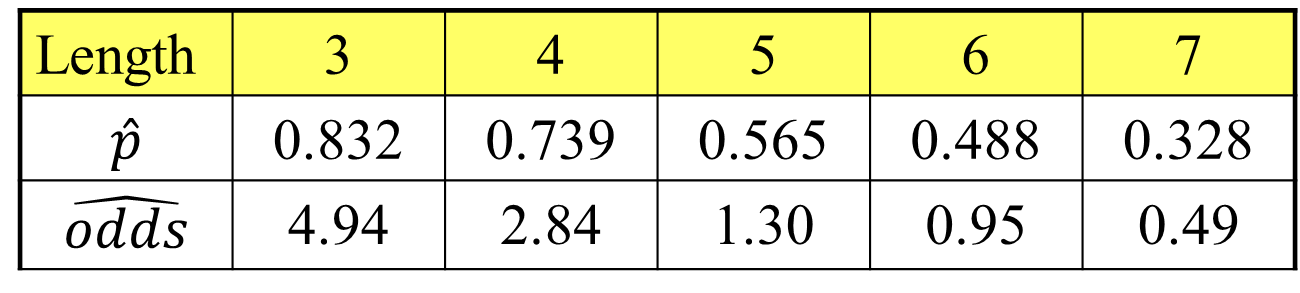 Length 3 4 5 6 7
p̂ 0.832 0.739 0.565 0.488 0.328
\widehat{odds} 4.94 2.84 1.30 0.95 0.49